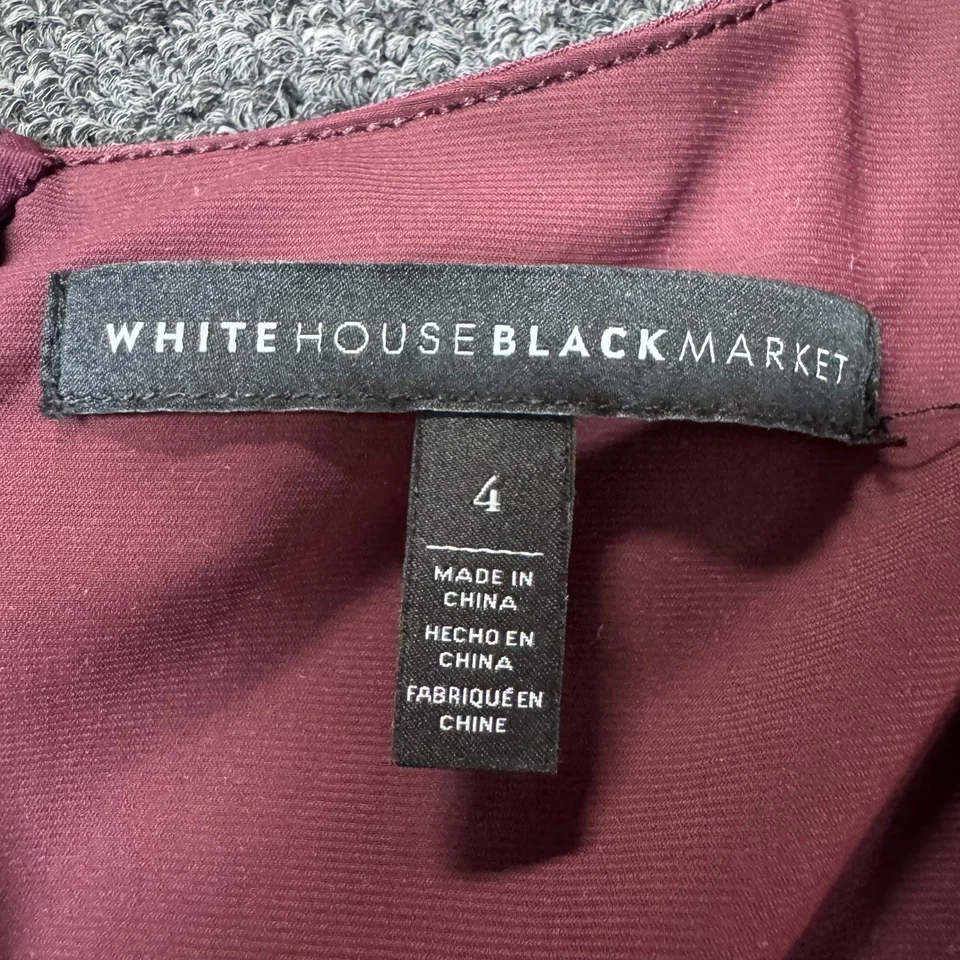 WHITE HOUSE BLACK MARKET
4
MADE IN
CHINA
HECHO EN
CHINA
FABRIQUÉ EN
CHINE